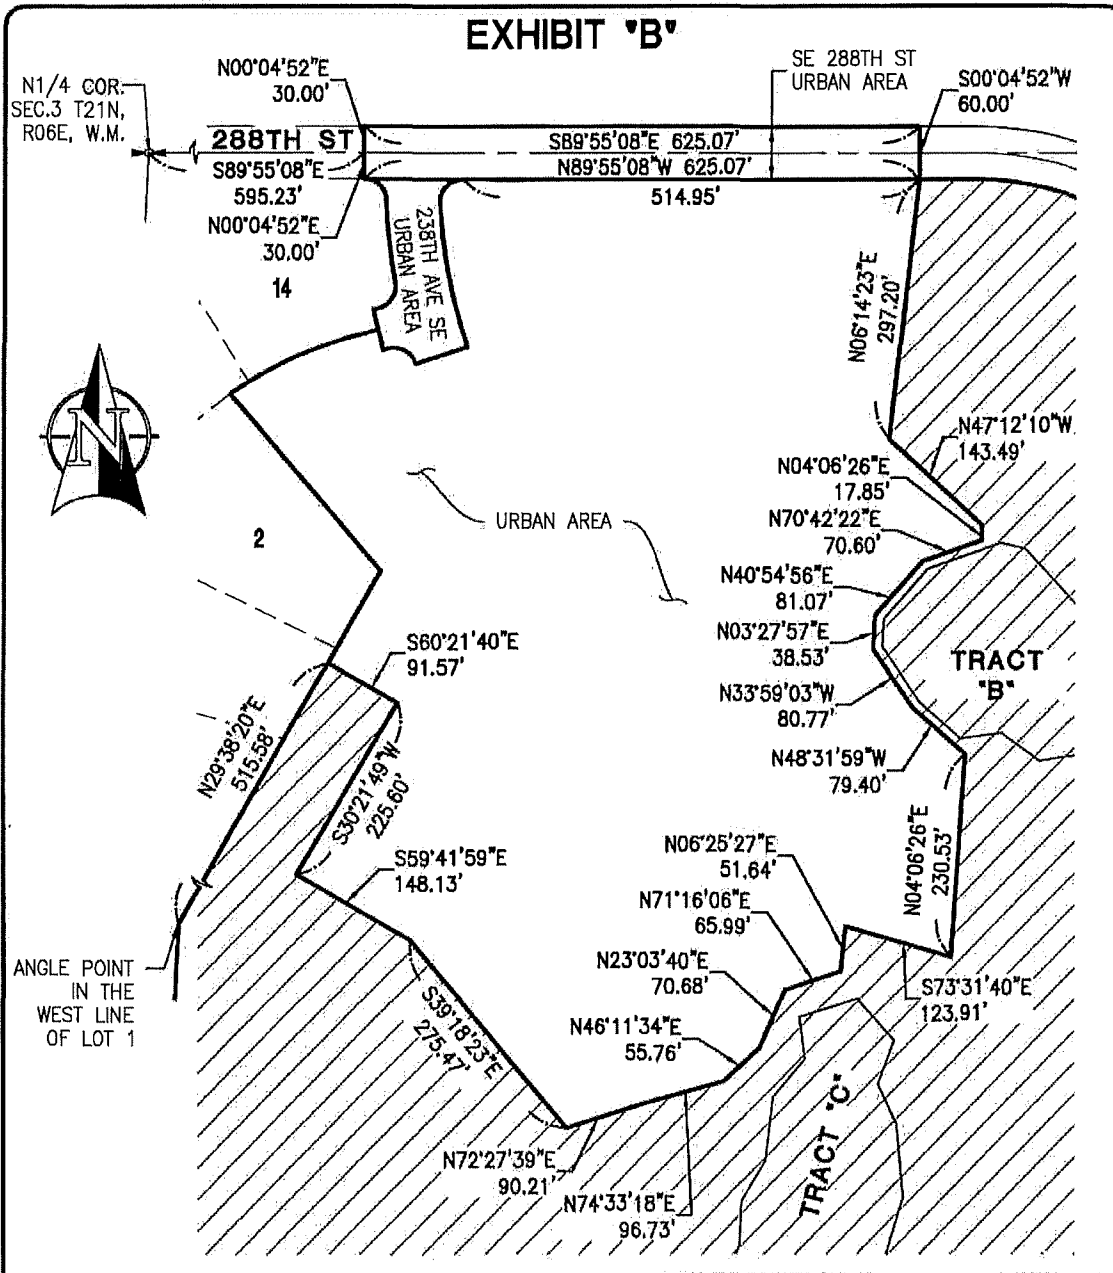 EXHIBIT "B"
N00°04'52"E
30.00'
SE 288TH ST
URBAN AREA
S00°04'52"W
60.00'
N1/4 COR.
SEC.3 T21N,
R06E, W.M.
288TH ST
S89°55'08"E 625.07'
N89°55'08"W 625.07'
S89°55'08"E
595.23'
514.95'
N00°04'52"E
30.00'
238TH AVE SE
URBAN AREA
14
N06°14'23"E
297.20'
N
N47°12'10"W
143.49'
N04°06'26"E
17.85'
N70°42'22"E
70.60'
URBAN AREA
2
N40°54'56"E
81.07'
N03°27'57"E
38.53'
TRACT
"B"
S60°21'40"E
91.57'
N33°59'03"W
80.77'
N29°38'20"E
515.58'
S30°21'49"W
225.60'
N48°31'59"W
79.40'
S59°41'59"E
148.13'
N06°25'27"E
51.64'
N04°06'26"E
230.53'
N71°16'06"E
65.99'
ANGLE POINT
IN THE
WEST LINE
OF LOT 1
N23°03'40"E
70.68'
S73°31'40"E
123.91'
S39°18'23"E
275.47'
N46°11'34"E
55.76'
TRACT "C"
N72°27'39"E
90.21'
N74°33'18"E
96.73'